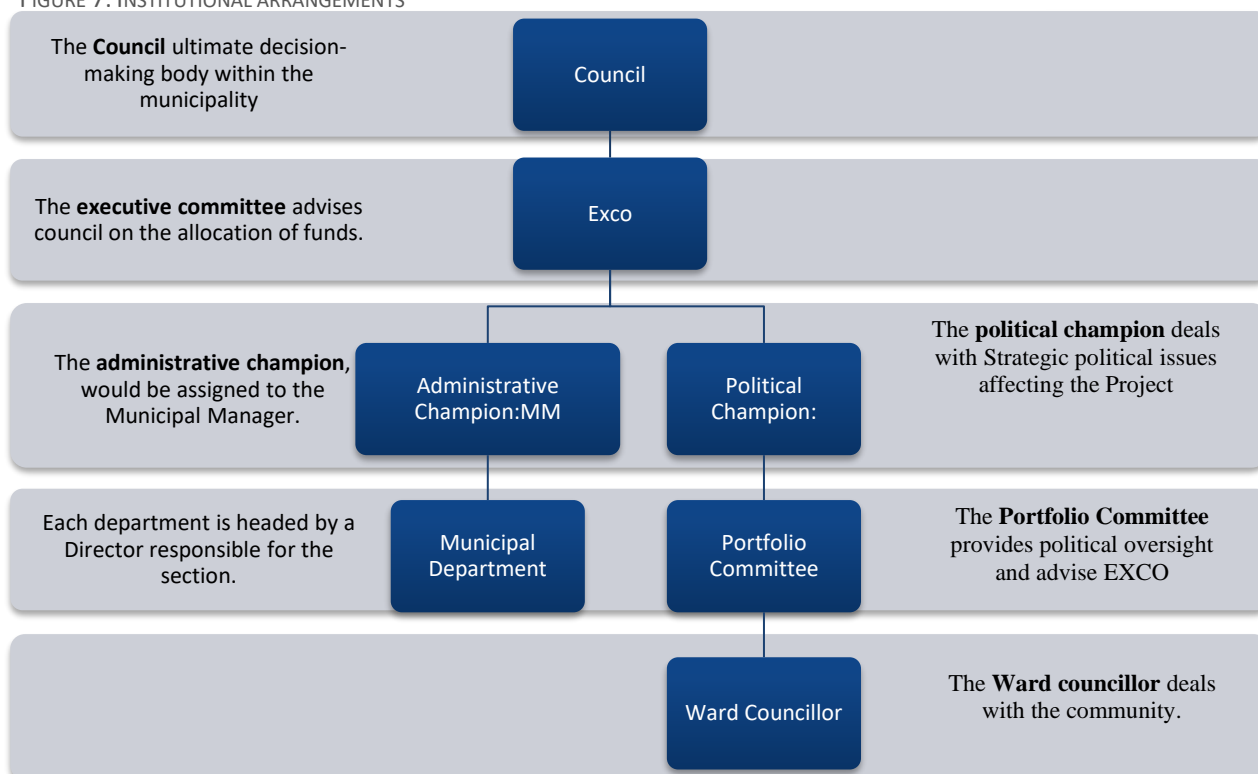 FIGURE 7: INSTITUTIONAL ARRANGEMENTS
The Council ultimate decision-
making body within the
municipality
Council
The executive committee advises
council on the allocation of funds.
Exco
The administrative champion,
would be assigned to the
Municipal Manager.
Administrative
Champion:MM
Political
Champion:
The political champion deals
with Strategic political issues
affecting the Project
Each department is headed by a
Director responsible for the
section.
Municipal
Department
Portfolio
Committee
The Portfolio Committee
provides political oversight
and advise EXCO
Ward Councillor
The Ward councillor deals
with the community.